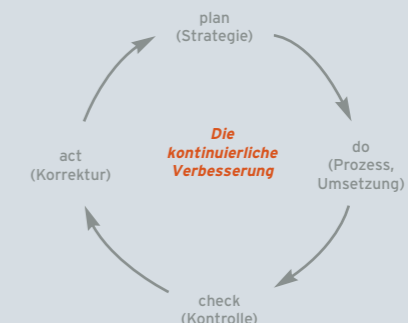 plan
(Strategie)
Die
kontinuierliche
Verbesserung
do
(Prozess,
Umsetzung)
act
(Korrektur)
check
(Kontrolle)